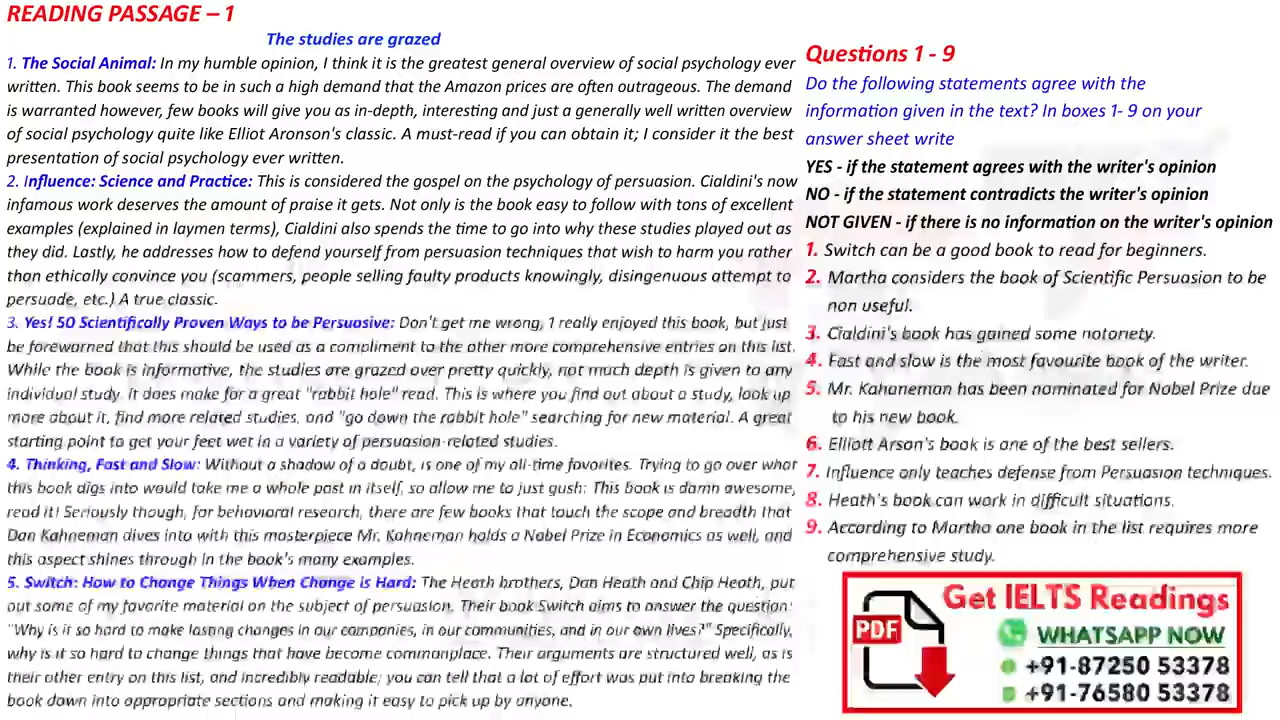 READING PASSAGE – 1
The studies are grazed
1. The Social Animal: In my humble opinion, I think it is the greatest general overview of social psychology ever
written. This book seems to be in such a high demand that the Amazon prices are often outrageous. The demand
is warranted however, few books will give you as in-depth, interesting and just a generally well written overview
of social psychology quite like Elliot Aronson's classic. A must-read if you can obtain it; I consider it the best
presentation of social psychology ever written.
2. Influence: Science and Practice: This is considered the gospel on the psychology of persuasion. Cialdini's now
infamous work deserves the amount of praise it gets. Not only is the book easy to follow with tons of excellent
examples (explained in laymen terms), Cialdini also spends the time to go into why these studies played out as
they did. Lastly, he addresses how to defend yourself from persuasion techniques that wish to harm you rather
than ethically convince you (scammers, people selling faulty products knowingly, disingenuous attempt to
persuade, etc.) A true classic.
3. Yes! 50 Scientifically Proven Ways to be Persuasive: Don't get me wrong, I really enjoyed this book, but just
be forewarned that this should be used as a compliment to the other more comprehensive entries on this list.
While the book is informative, the studies are grazed over pretty quickly, not much depth is given to any
individual study. It does make for a great "rabbit hole" read. This is where you find out about a study, look up
more about it, find more related studies, and "go down the rabbit hole" searching for new material. A great
starting point to get your feet wet in a variety of persuasion-related studies.
4. Thinking, Fast and Slow: Without a shadow of a doubt, is one of my all-time favorites. Trying to go over what
this book digs into would take me a whole post in itself, so allow me to just gush: This book is damn awesome,
read it! Seriously though, for behavioral research, there are few books that touch the scope and breadth that
Dan Kahneman dives into with this masterpiece Mr. Kahneman holds a Nobel Prize in Economics as well, and
this aspect shines through in the book's many examples.
5. Switch: How to Change Things When Change is Hard: The Heath brothers, Dan Heath and Chip Heath, put
out some of my favorite material on the subject of persuasion. Their book Switch aims to answer the question:
"Why is it so hard to make lasting changes in our companies, in our communities, and in our own lives?" Specifically,
why is it so hard to change things that have become commonplace. Their arguments are structured well, as is
their other entry on this list, and incredibly readable; you can tell that a lot of effort was put into breaking the
book down into appropriate sections and making it easy to pick up by anyone.
Questions 1 - 9
Do the following statements agree with the
information given in the text? In boxes 1- 9 on your
answer sheet write
YES - if the statement agrees with the writer's opinion
NO - if the statement contradicts the writer's opinion
NOT GIVEN - if there is no information on the writer's opinion
1. Switch can be a good book to read for beginners.
2. Martha considers the book of Scientific Persuasion to be
non useful.
3. Cialdini's book has gained some notoriety.
4. Fast and slow is the most favourite book of the writer.
5. Mr. Kahaneman has been nominated for Nobel Prize due
to his new book.
6. Elliott Arson's book is one of the best sellers.
7. Influence only teaches defense from Persuasion techniques.
8. Heath's book can work in difficult situations.
9. According to Martha one book in the list requires more
comprehensive study.
Get IELTS Readings
PDF
WHATSAPP NOW
+91-87250 53378
+91-76580 53378